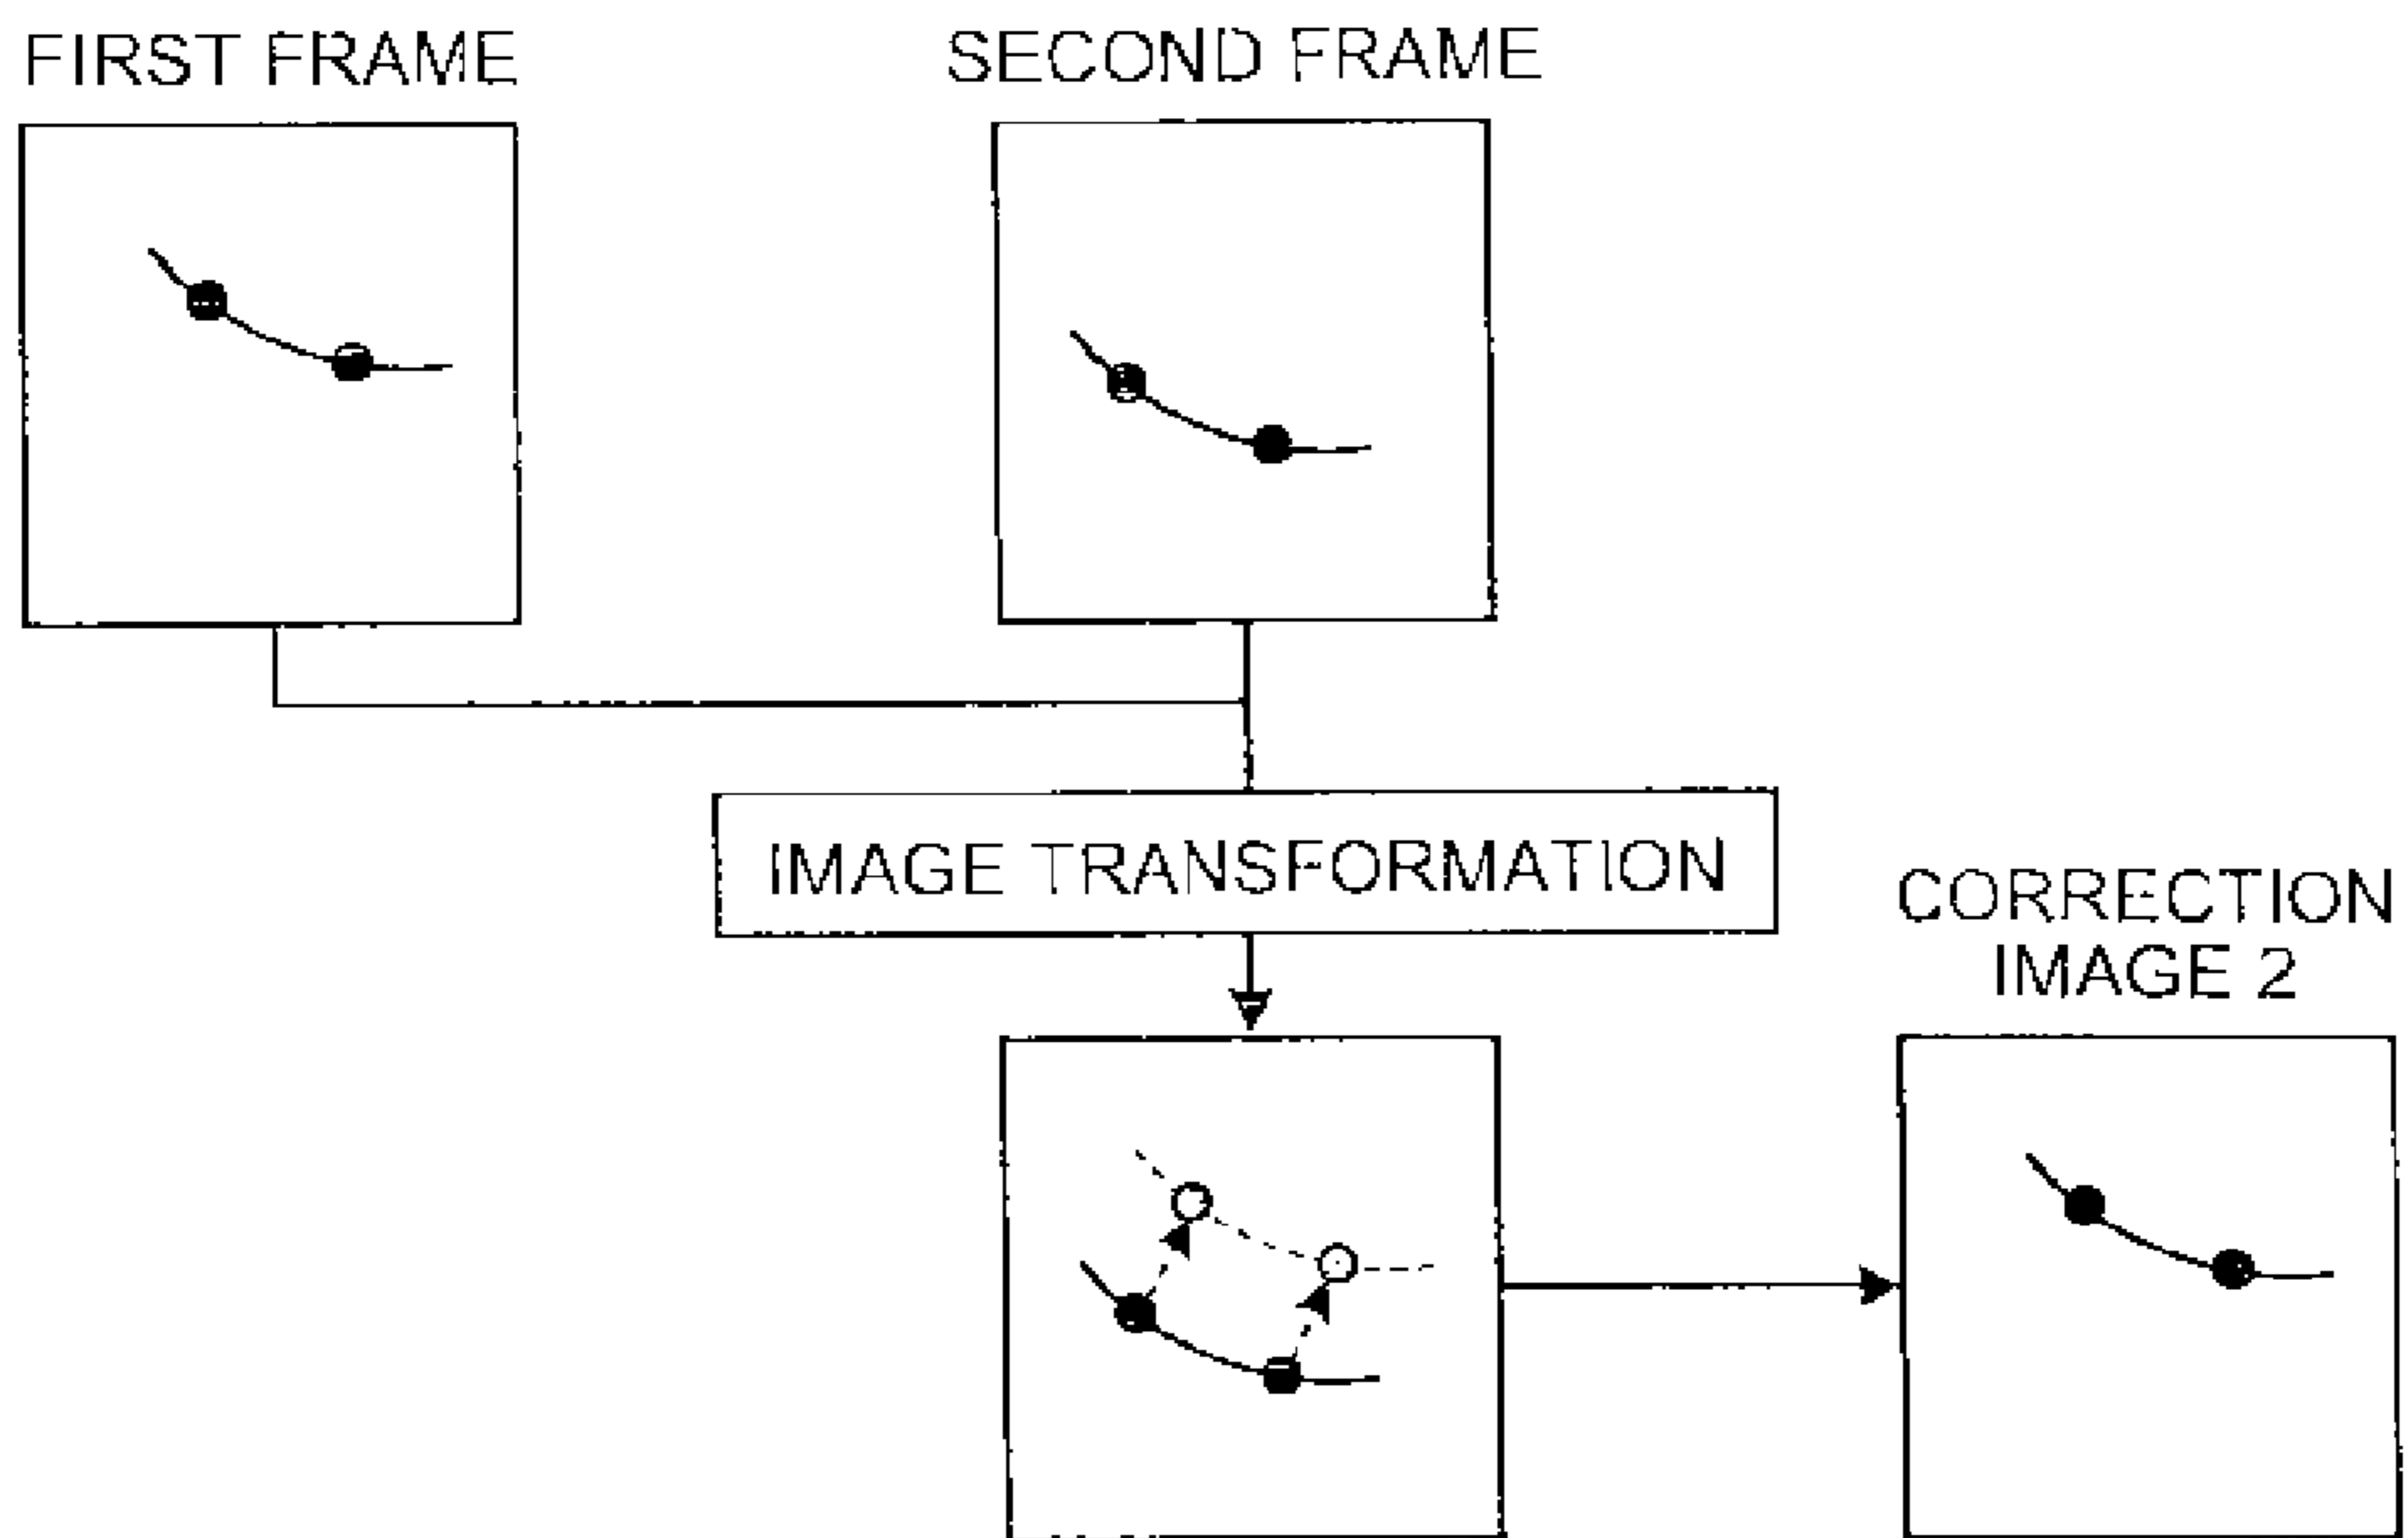 FIRST FRAME
SECOND FRAME
IMAGE TRANSFORMATION
CORRECTION
IMAGE 2